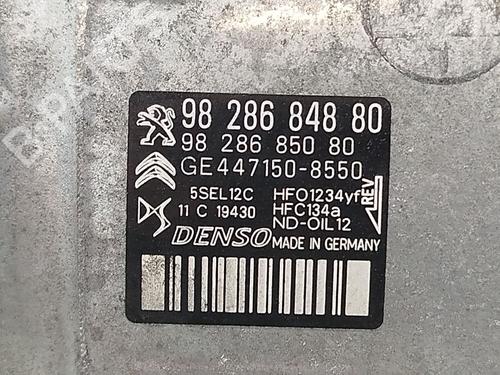 98 286 848 80
98 286 850 80
GE447150-8550
5SEL12C HFO1234yf
11 C 19430 HFC134a
ND-OIL12
REV
DENSO MADE IN GERMANY